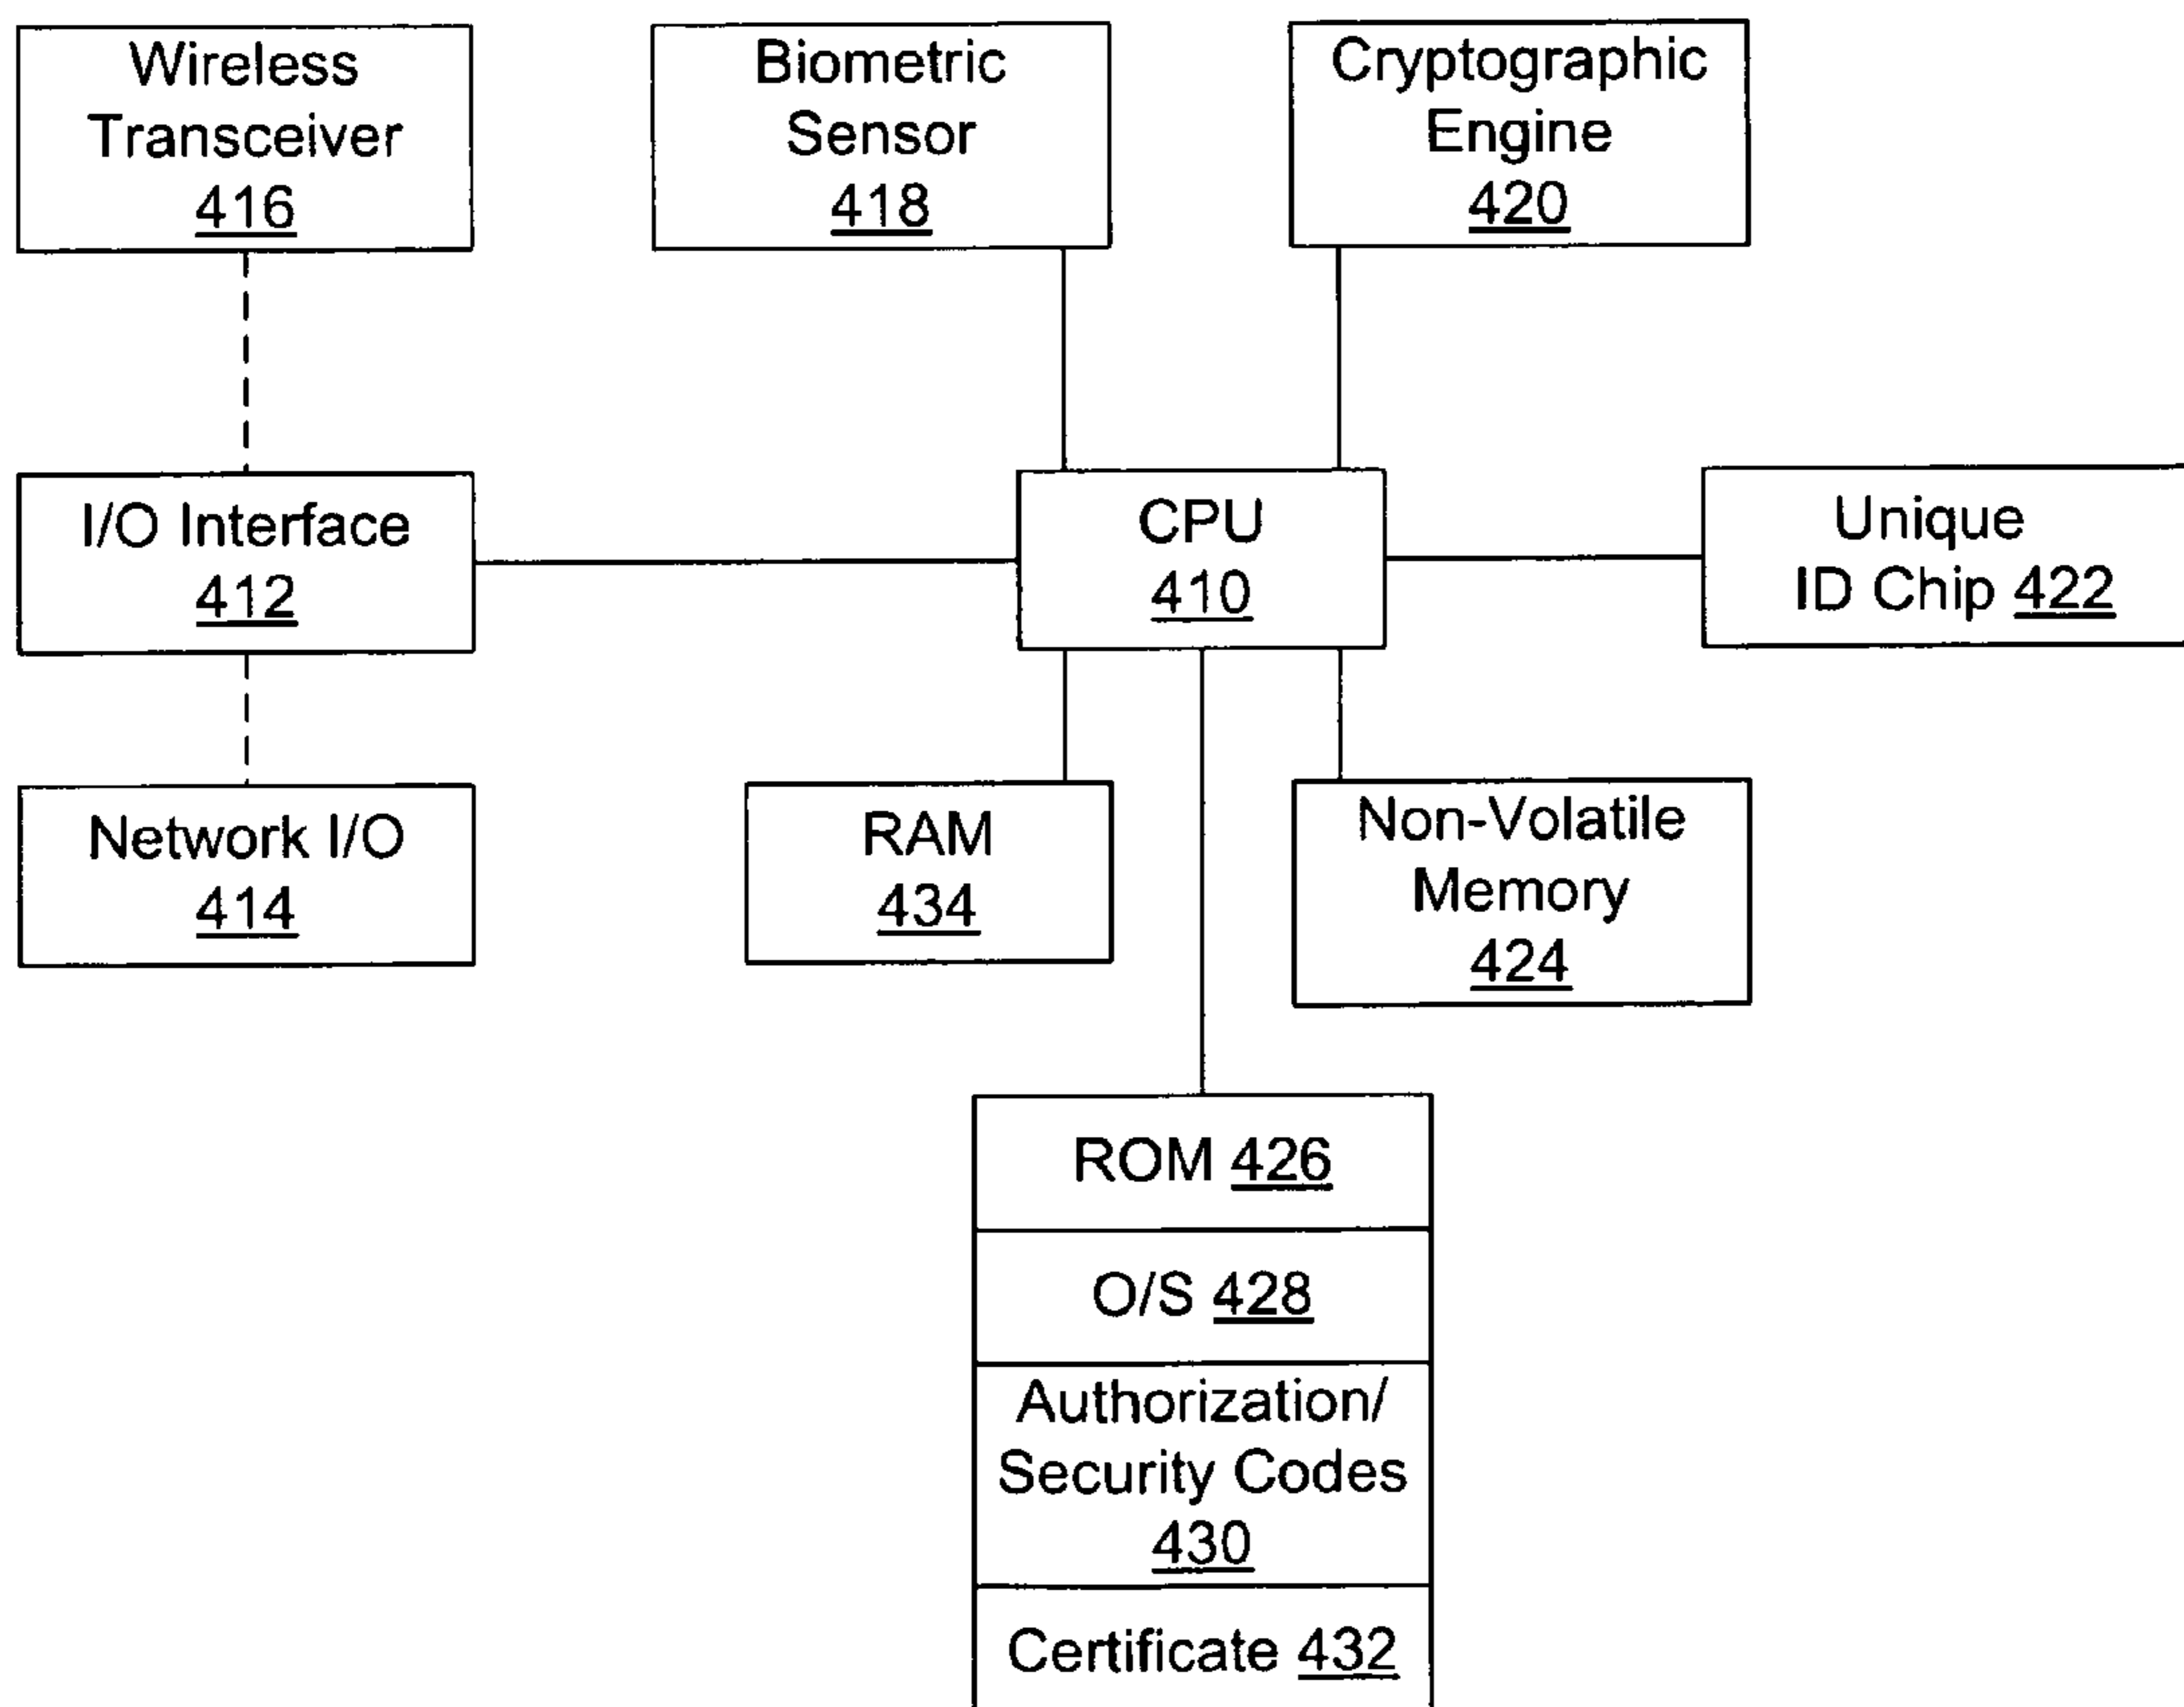 Wireless
Transceiver
416
Biometric
Sensor
418
Cryptographic
Engine
420
I/O Interface
412
CPU
410
Unique
ID Chip 422
Network I/O
414
RAM
434
Non-Volatile
Memory
424
ROM 426
O/S 428
Authorization/
Security Codes
430
Certificate 432